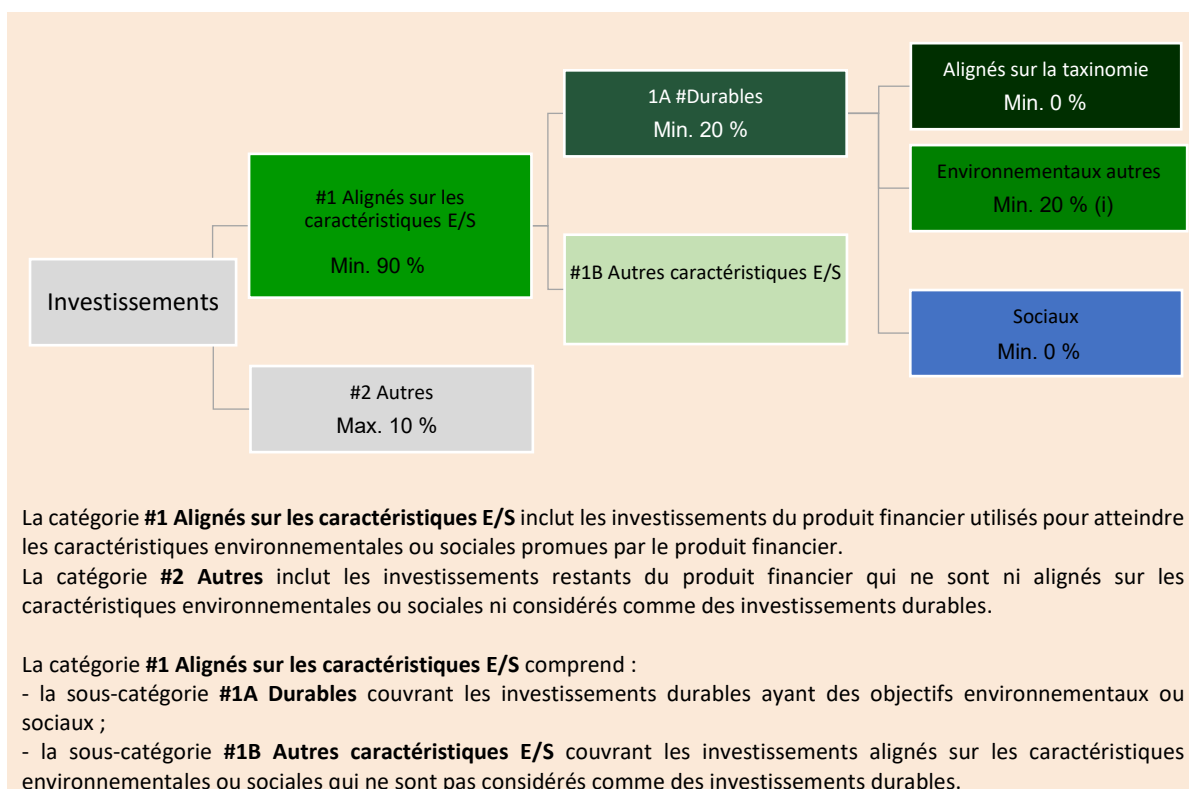 Investissements
#1 Alignés sur les
caractéristiques E/S
Min. 90 %
#2 Autres
Max. 10 %
1A #Durables
Min. 20 %
#1B Autres caractéristiques E/S
Alignés sur la taxinomie
Min. 0 %
Environnementaux autres
Min. 20 % (i)
Sociaux
Min. 0 %
La catégorie #1 Alignés sur les caractéristiques E/S inclut les investissements du produit financier utilisés pour atteindre
les caractéristiques environnementales ou sociales promues par le produit financier.
La catégorie #2 Autres inclut les investissements restants du produit financier qui ne sont ni alignés sur les
caractéristiques environnementales ou sociales ni considérés comme des investissements durables.
La catégorie #1 Alignés sur les caractéristiques E/S comprend :
- la sous-catégorie #1A Durables couvrant les investissements durables ayant des objectifs environnementaux ou
sociaux ;
- la sous-catégorie #1B Autres caractéristiques E/S couvrant les investissements alignés sur les caractéristiques
environnementales ou sociales qui ne sont pas considérés comme des investissements durables.